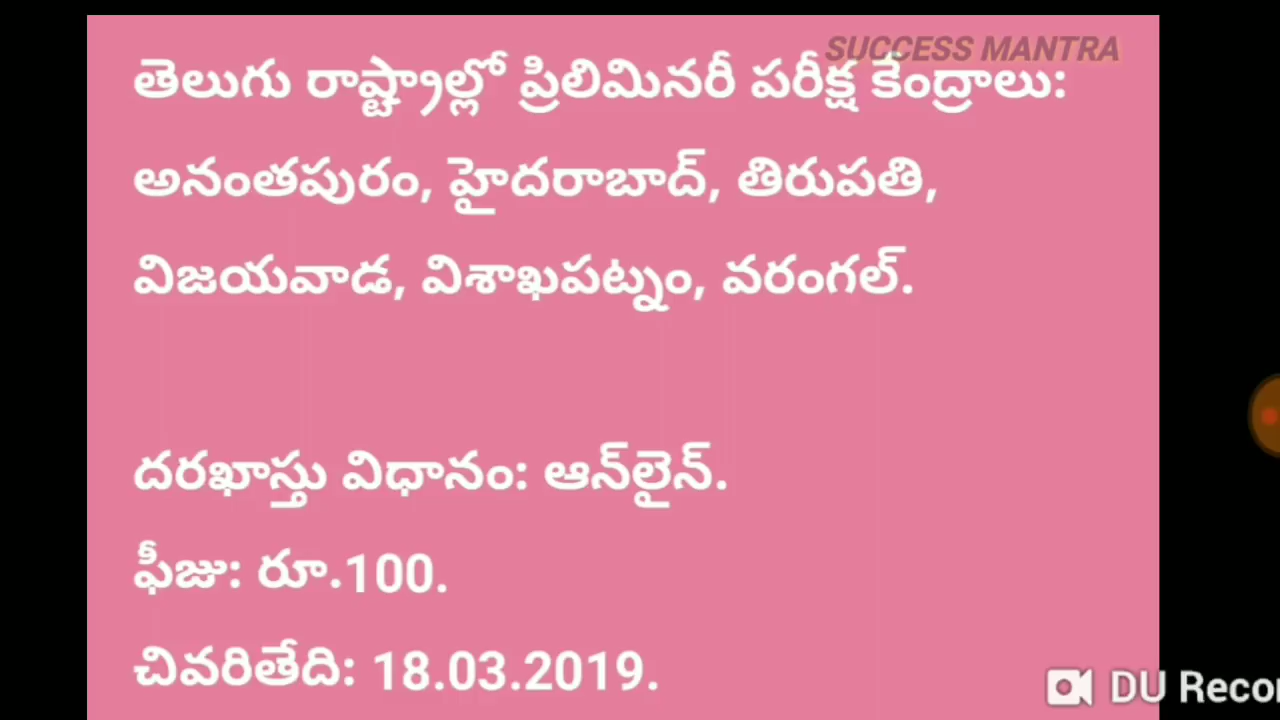 SUCCESS MANTRA
తెలుగు రాష్ట్రాల్లో ప్రిలిమినరీ పరీక్ష కేంద్రాలు:
అనంతపురం, హైదరాబాద్, తిరుపతి,
విజయవాడ, విశాఖపట్నం, వరంగల్.
దరఖాస్తు విధానం: ఆన్‌లైన్.
ఫీజు: రూ.100.
చివరితేది: 18.03.2019.
DU Recor